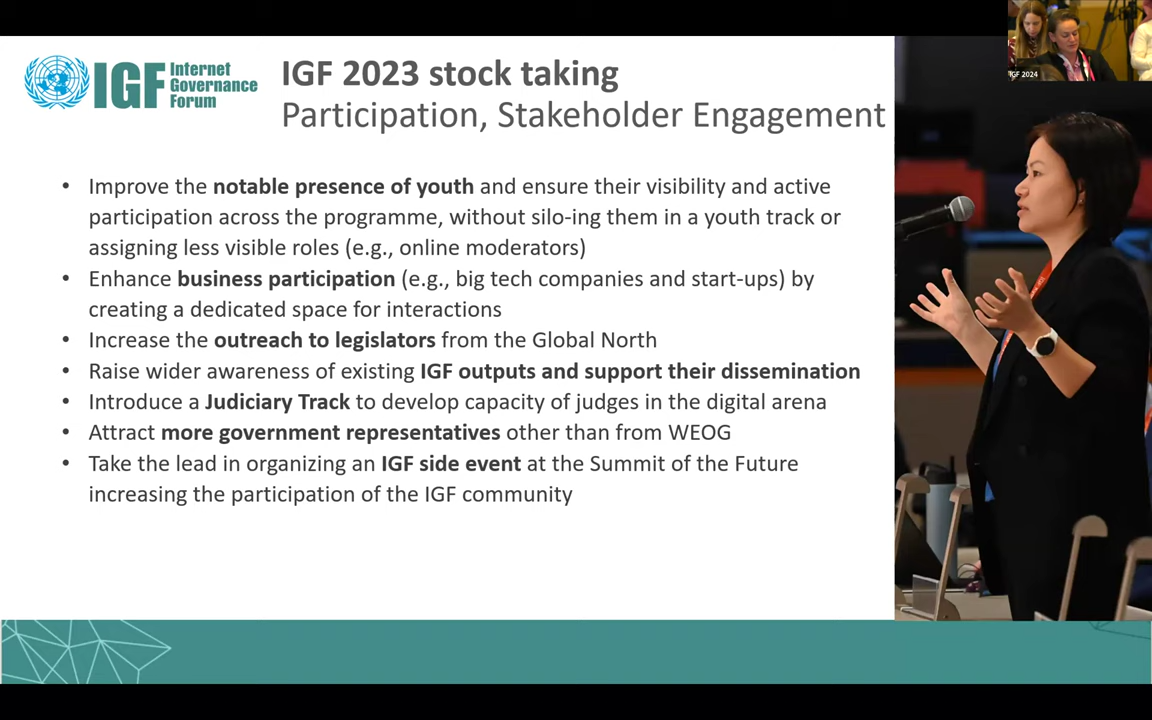 IGF 2024
IGF
Internet
Governance
Forum
IGF 2023 stock taking
Participation, Stakeholder Engagement
• Improve the notable presence of youth and ensure their visibility and active
participation across the programme, without silo-ing them in a youth track or
assigning less visible roles (e.g., online moderators)
• Enhance business participation (e.g., big tech companies and start-ups) by
creating a dedicated space for interactions
• Increase the outreach to legislators from the Global North
• Raise wider awareness of existing IGF outputs and support their dissemination
• Introduce a Judiciary Track to develop capacity of judges in the digital arena
• Attract more government representatives other than from WEOG
• Take the lead in organizing an IGF side event at the Summit of the Future
increasing the participation of the IGF community